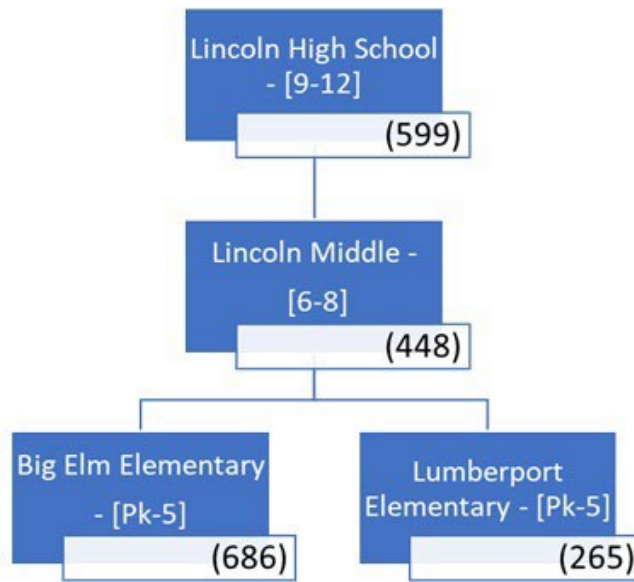 Lincoln High School
- [9-12]
(599)
Lincoln Middle -
[6-8]
(448)
Big Elm Elementary
- [Pk-5]
(686)
Lumberport
Elementary - [Pk-5]
(265)